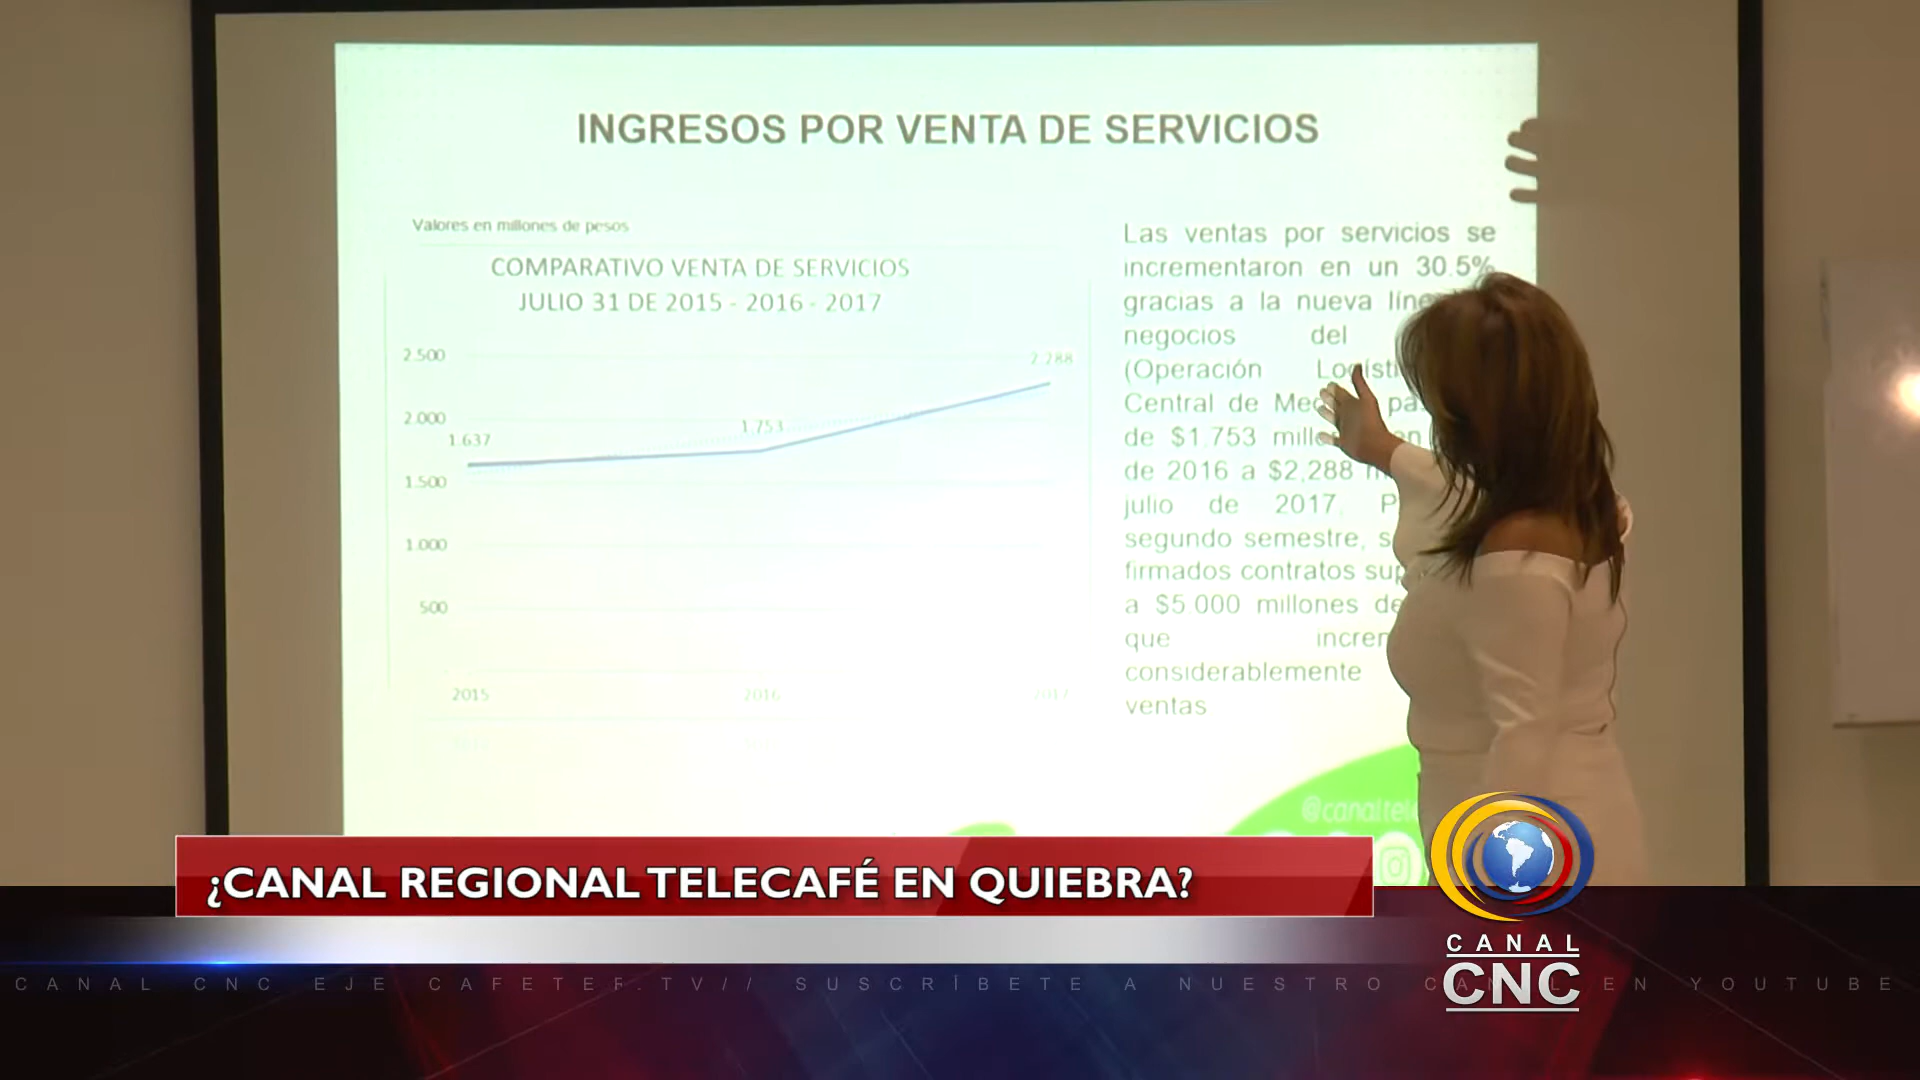 INGRESOS POR VENTA DE SERVICIOS
Valores en millones de pesos
COMPARATIVO VENTA DE SERVICIOS
JULIO 31 DE 2015 - 2016 - 2017
2.500
2.000
1.500
1.000
500
1.637
1.753
2.288
2015
2016
2017
Las ventas por servicios se
incrementaron en un 30.5%
gracias a la nueva
negocios del
(Operación
Central de
de $1.753
de 2016 a $2,288
julio de 2017.
segundo semestre,
firmados contratos
a $5.000 millones
que
considerablemente
ventas
¿CANAL REGIONAL TELECAFÉ EN QUIEBRA?
CANAL
CNC
CANAL CNC EJE CAFETEF.TV// SUSCRÍBETE A NUESTRO CANAL EN YOUTUBE